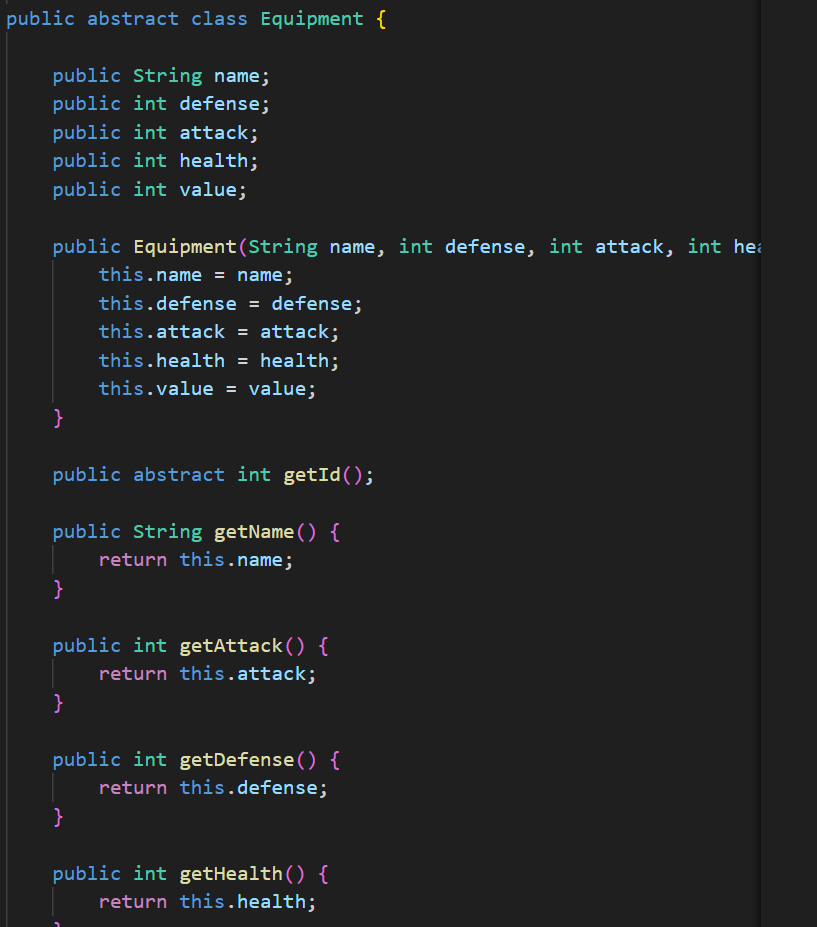 public abstract class Equipment {
public String name;
public int defense;
public int attack;
public int health;
public int value;
public Equipment(String name, int defense, int attack, int hea
this.name = name;
this.defense = defense;
this.attack = attack;
this.health = health;
this.value = value;
}
public abstract int getId();
public String getName() {
return this.name;
}
public int getAttack() {
return this.attack;
}
public int getDefense() {
return this.defense;
}
public int getHealth() {
return this.health;
}